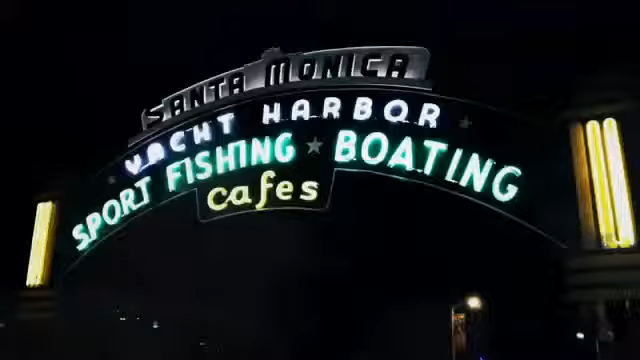 SANTA MONICA
YACHT HARBOR
SPORT FISHING ★ BOATING
cafes